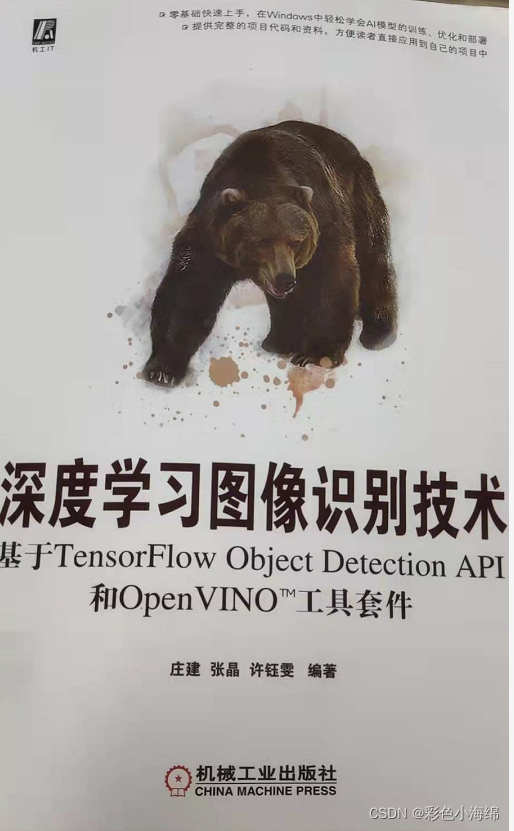 零基础快速上手，在Windows中轻松学会AI模型的训练、优化和部署
提供完整的项目代码和资料，方便读者直接应用到自己的项目中
机工IT
深度学习图像识别技术
基于TensorFlow Object Detection API
和OpenVINO™工具套件
庄建 张晶 许钰雯 编著
机械工业出版社
CHINA MACHINE PRESS
CSDN @彩色小海绵